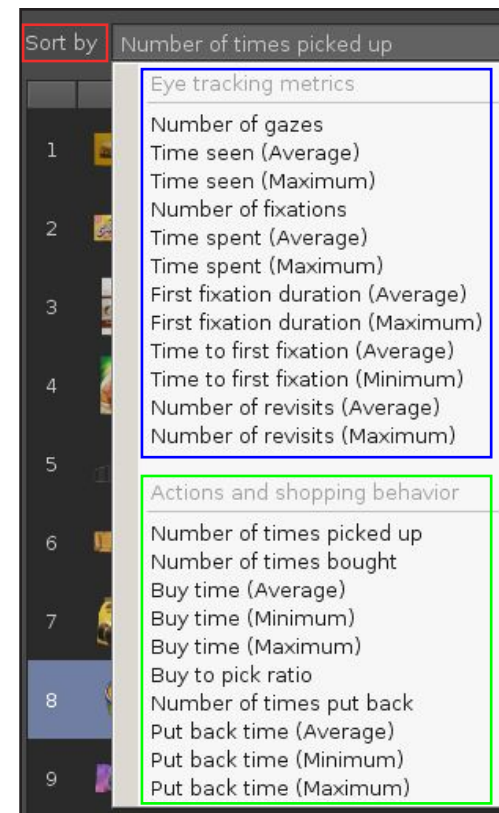 Sort by Number of times picked up
Eye tracking metrics
Number of gazes
Time seen (Average)
Time seen (Maximum)
Number of fixations
Time spent (Average)
Time spent (Maximum)
First fixation duration (Average)
First fixation duration (Maximum)
Time to first fixation (Average)
Time to first fixation (Minimum)
Number of revisits (Average)
Number of revisits (Maximum)
Actions and shopping behavior
Number of times picked up
Number of times bought
Buy time (Average)
Buy time (Minimum)
Buy time (Maximum)
Buy to pick ratio
Number of times put back
Put back time (Average)
Put back time (Minimum)
Put back time (Maximum)
1
2
3
4
5
6
7
8
9